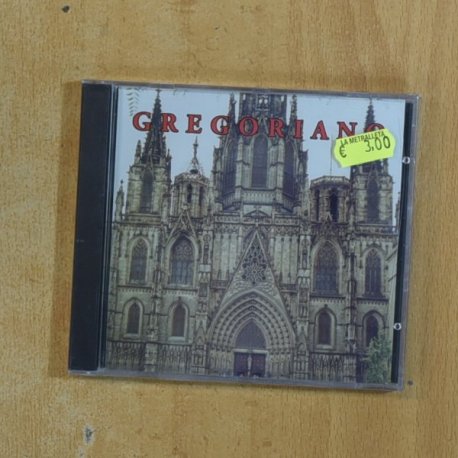 GREGORIANO
LA METRALLETA
€ 3,00